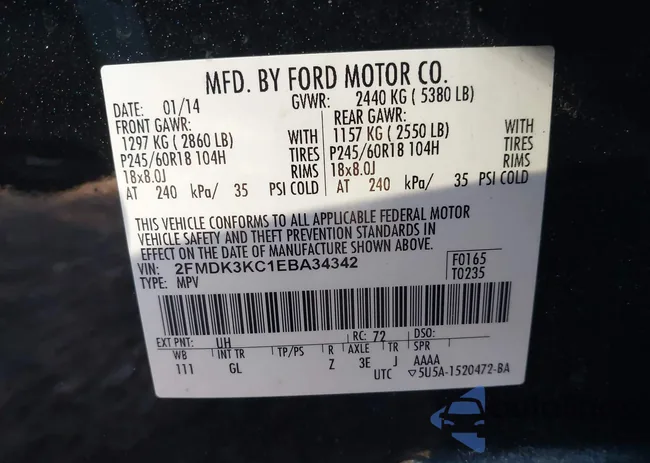 MFD. BY FORD MOTOR CO.
DATE: 01/14 GVWR: 2440 KG ( 5380 LB)
FRONT GAWR: REAR GAWR:
1297 KG ( 2860 LB) WITH 1157 KG ( 2550 LB) WITH
P245/60R18 104H TIRES P245/60R18 104H TIRES
18x8.0J RIMS 18x8.0J RIMS
AT 240 kPa/ 35 PSI COLD AT 240 kPa/ 35 PSI COLD
THIS VEHICLE CONFORMS TO ALL APPLICABLE FEDERAL MOTOR
VEHICLE SAFETY AND THEFT PREVENTION STANDARDS IN
EFFECT ON THE DATE OF MANUFACTURE SHOWN ABOVE.
VIN: 2FMDK3KC1EBA34342 F0165
TYPE: MPV T0235
EXT PNT: UH RC: 72 DSO:
WB INT TR TP/PS R AXLE TR SPR
111 GL Z 3E J AAAA
UTC ▽5U5A-1520472-BA